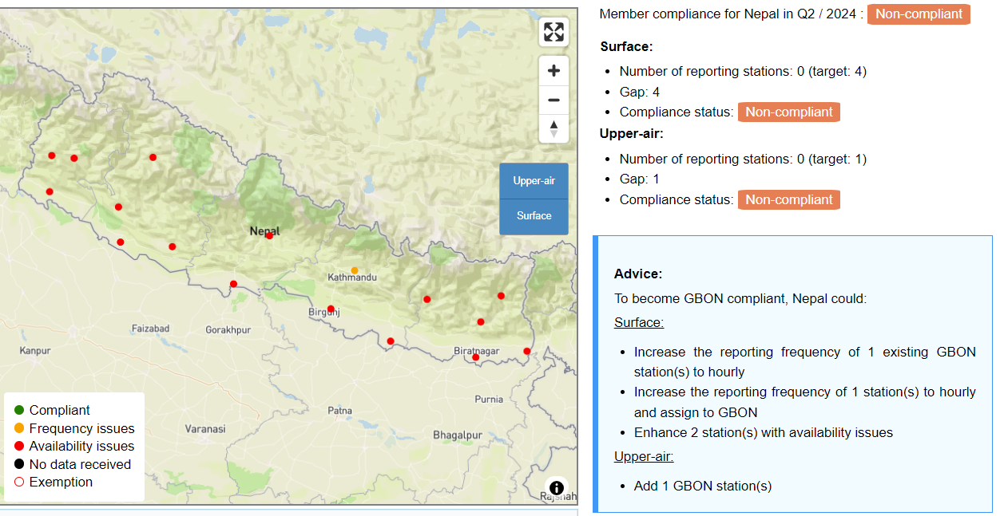 Member compliance for Nepal in Q2 / 2024 : Non-compliant
Surface:
• Number of reporting stations: 0 (target: 4)
• Gap: 4
• Compliance status: Non-compliant
Upper-air:
• Number of reporting stations: 0 (target: 1)
• Gap: 1
• Compliance status: Non-compliant
Advice:
To become GBON compliant, Nepal could:
Surface:
• Increase the reporting frequency of 1 existing GBON
station(s) to hourly
• Increase the reporting frequency of 1 station(s) to hourly
and assign to GBON
• Enhance 2 station(s) with availability issues
Upper-air:
• Add 1 GBON station(s)
Upper-air
Surface
Nepal
Kathmandu
Birgunj
Faizabad
Gorakhpur
Kanpur
Biratnagar
Purnia
Patna
Varanasi
Bhagalpur
Compliant
Frequency issues
Availability issues
No data received
Exemption